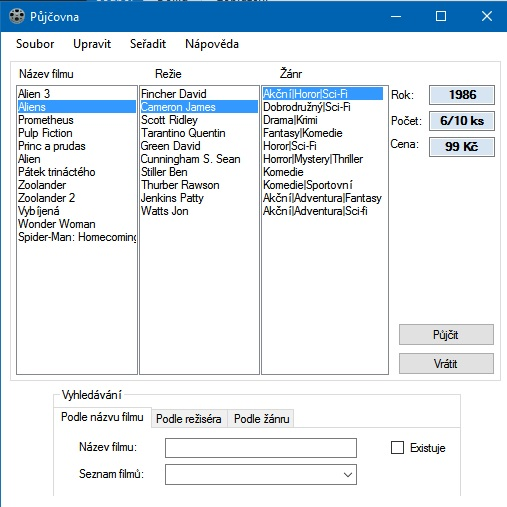 Půjčovna
Soubor Upravit Seřadit Nápověda
Název filmu Režie Žánr
Alien 3
Aliens
Prometheus
Pulp Fiction
Princ a prudas
Alien
Pátek trináctého
Zoolander
Zoolander 2
Vybíjená
Wonder Woman
Spider-Man: Homecoming
Fincher David
Cameron James
Scott Ridley
Tarantino Quentin
Green David
Cunningham S. Sean
Stiller Ben
Thurber Rawson
Jenkins Patty
Watts Jon
Akční|Horor|Sci-Fi
Dobrodružný|Sci-Fi
Drama|Krimi
Fantasy|Komedie
Horor|Sci-Fi
Horror|Mystery|Thriller
Komedie
Komedie|Sportovní
Akční|Adventura|Fantasy
Akční|Adventura|Sci-fi
Rok: 1986
Počet: 6/10 ks
Cena: 99 Kč
Půjčit
Vrátit
Vyhledávání
Podle názvu filmu Podle režiséra Podle žánru
Název filmu: Existuje
Seznam filmů: